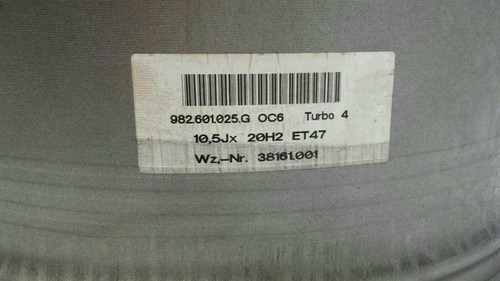 982.601.025.G OC6 Turbo 4
10,5Jx 20H2 ET47
Wz.-Nr. 38161.001